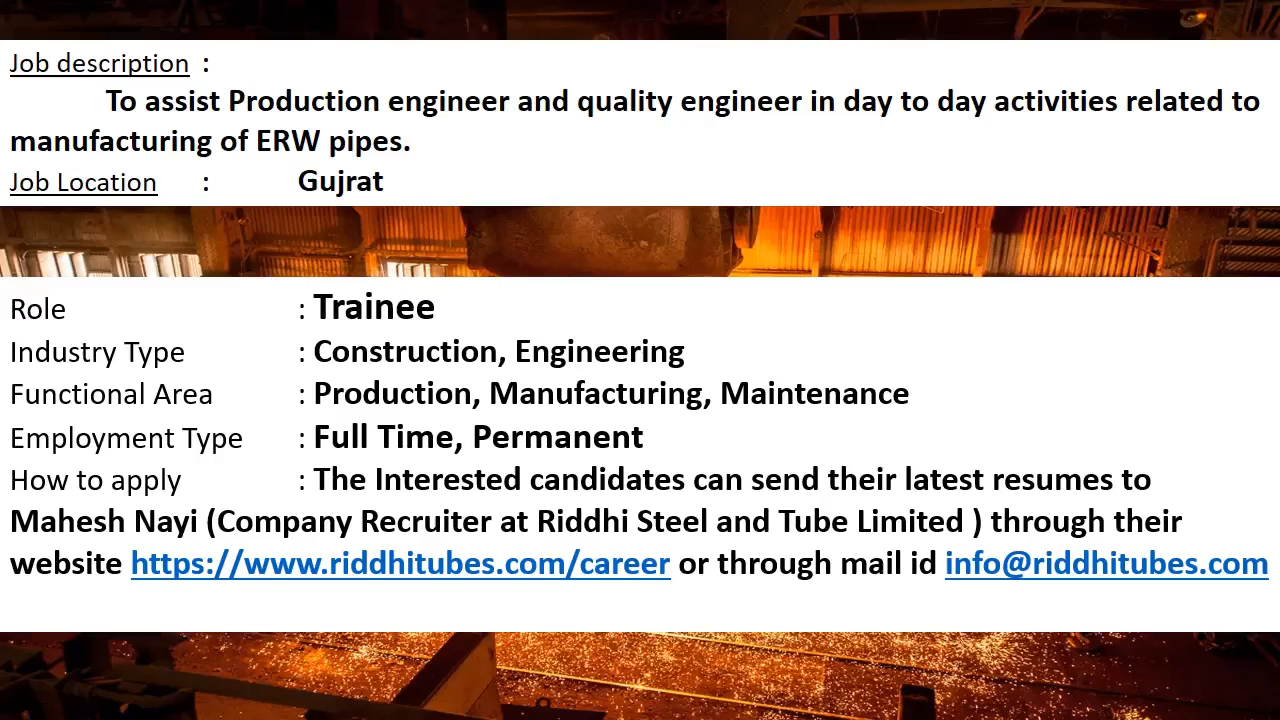 Job description :
To assist Production engineer and quality engineer in day to day activities related to
manufacturing of ERW pipes.
Job Location : Gujrat
Role : Trainee
Industry Type : Construction, Engineering
Functional Area : Production, Manufacturing, Maintenance
Employment Type : Full Time, Permanent
How to apply : The Interested candidates can send their latest resumes to
Mahesh Nayi (Company Recruiter at Riddhi Steel and Tube Limited ) through their
website https://www.riddhitubes.com/career or through mail id info@riddhitubes.com